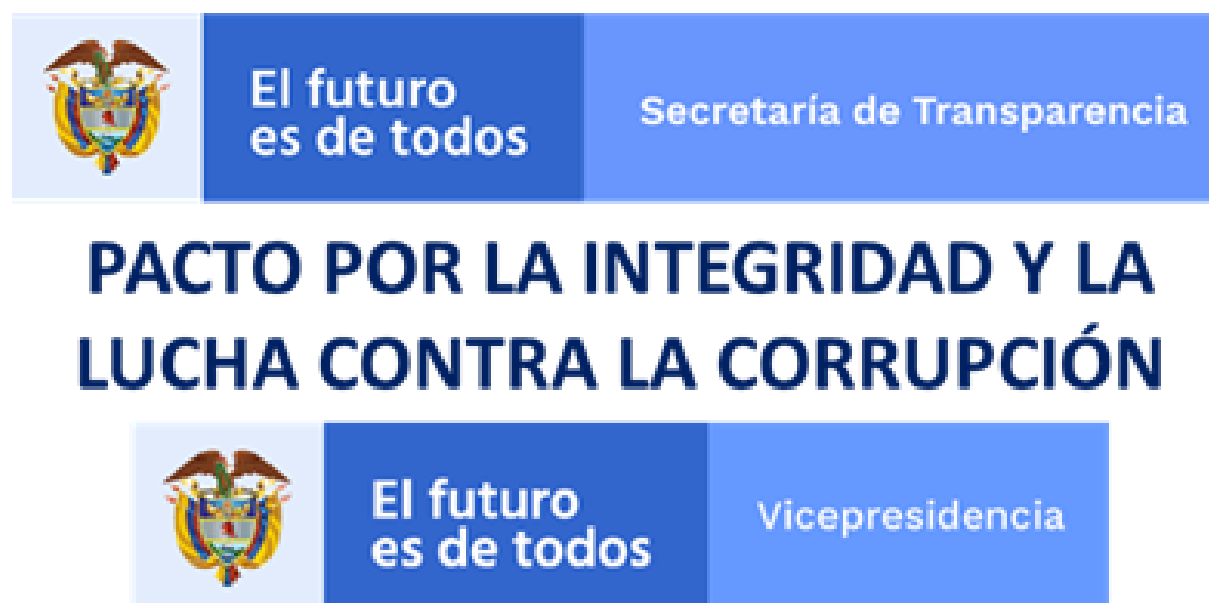 El futuro
es de todos
Secretaría de Transparencia
PACTO POR LA INTEGRIDAD Y LA
LUCHA CONTRA LA CORRUPCIÓN
El futuro
es de todos
Vicepresidencia